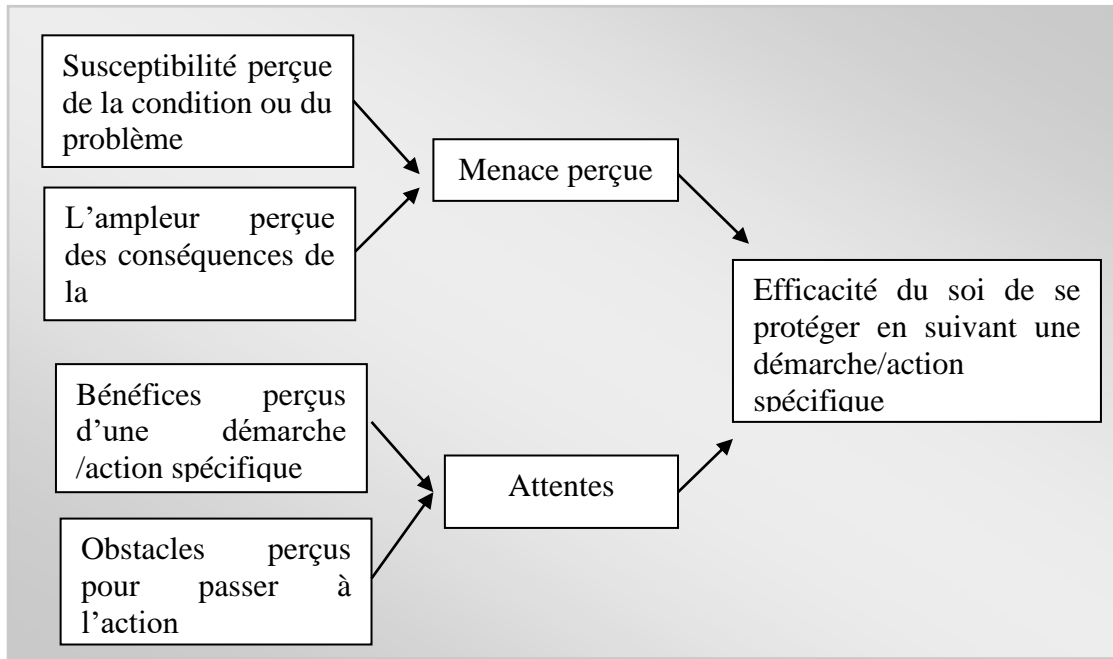 Susceptibilité perçue
de la condition ou du
problème
L’ampleur perçue
des conséquences de
la
Menace perçue
Efficacité du soi de se
protéger en suivant une
démarche/action
spécifique
Bénéfices perçus
d’une démarche
/action spécifique
Attentes
Obstacles perçus
pour passer à
l’action